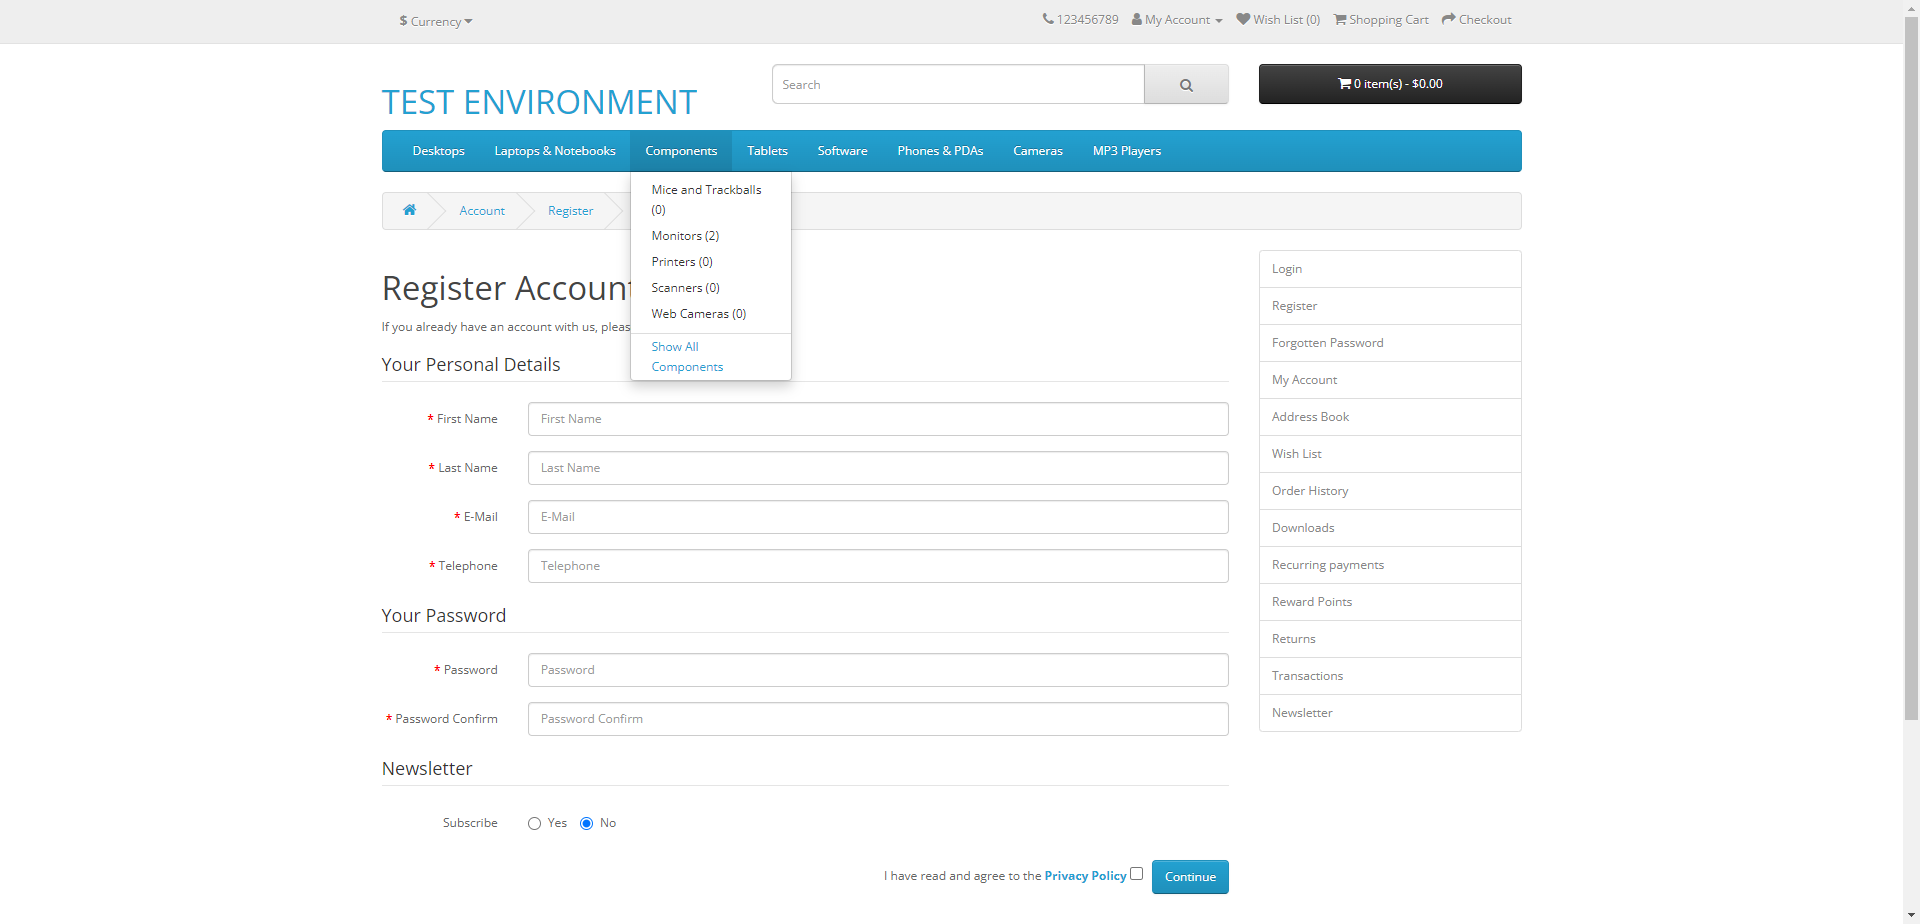 $ Currency
123456789 My Account Wish List (0) Shopping Cart Checkout
TEST ENVIRONMENT
Search
0 item(s) - $0.00
Desktops Laptops & Notebooks Components Tablets Software Phones & PDAs Cameras MP3 Players
Mice and Trackballs
(0)
Monitors (2)
Printers (0)
Scanners (0)
Web Cameras (0)
Show All
Components
Account Register
Register Account
If you already have an account with us,
Your Personal Details
* First Name First Name
* Last Name Last Name
* E-Mail E-Mail
* Telephone Telephone
Your Password
* Password Password
* Password Confirm Password Confirm
Newsletter
Subscribe Yes No
I have read and agree to the Privacy Policy Continue
Login
Register
Forgotten Password
My Account
Address Book
Wish List
Order History
Downloads
Recurring payments
Reward Points
Returns
Transactions
Newsletter